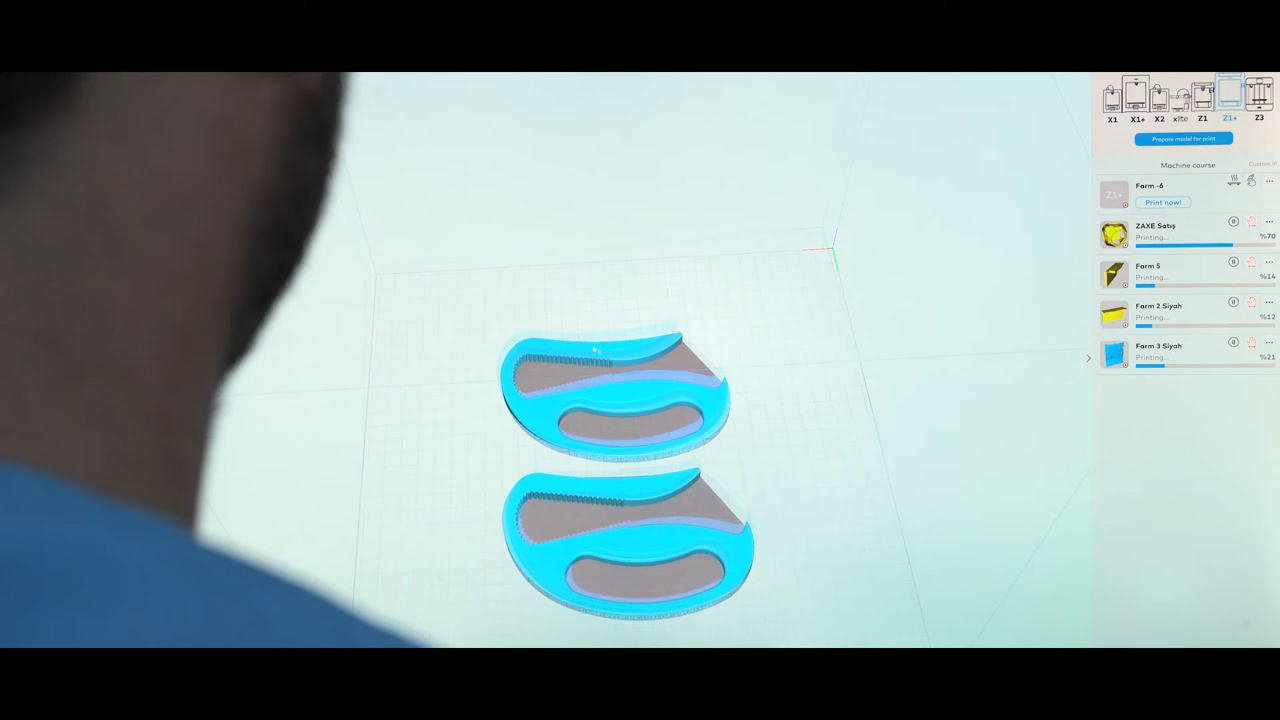 X1 X1+ X2 xlite Z1 Z1+ Z3
Prepare model for print
Machine course
Z1+
Farm -6
Print now!
ZAXE Satış
Printing...
%70
Farm 5
Printing...
%14
Farm 2 Siyah
Printing...
%12
Farm 3 Siyah
Printing...
%21